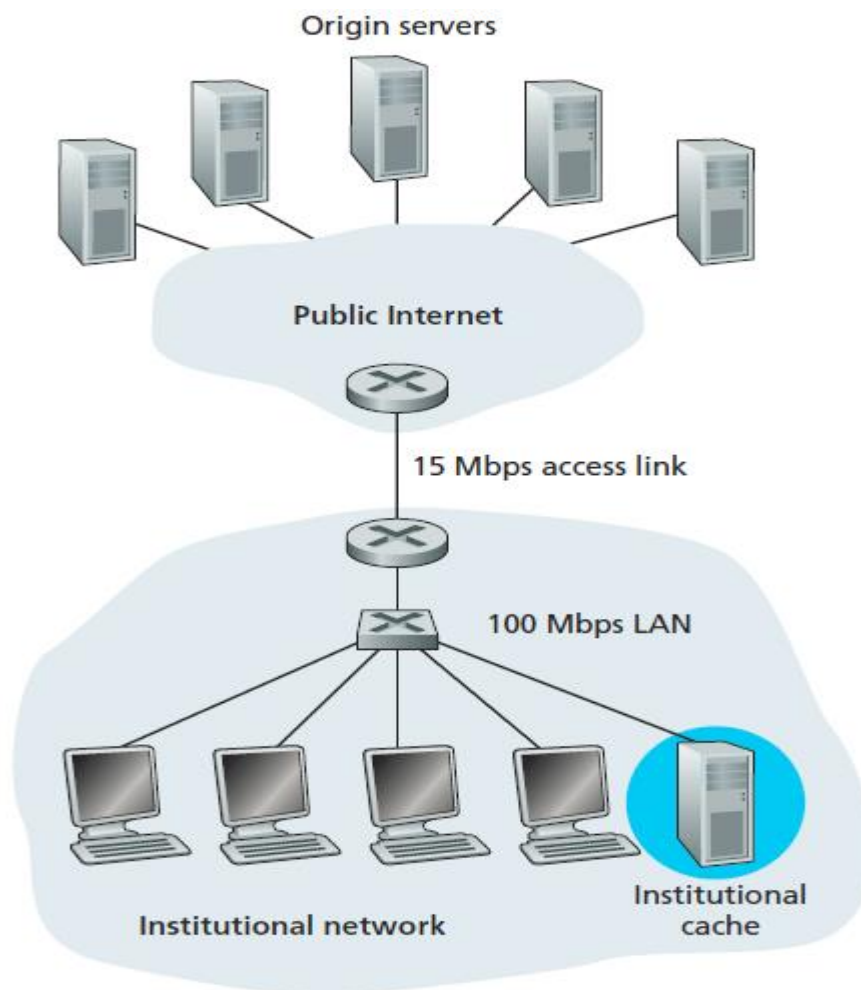 Origin servers
Public Internet
15 Mbps access link
100 Mbps LAN
Institutional network
Institutional
cache